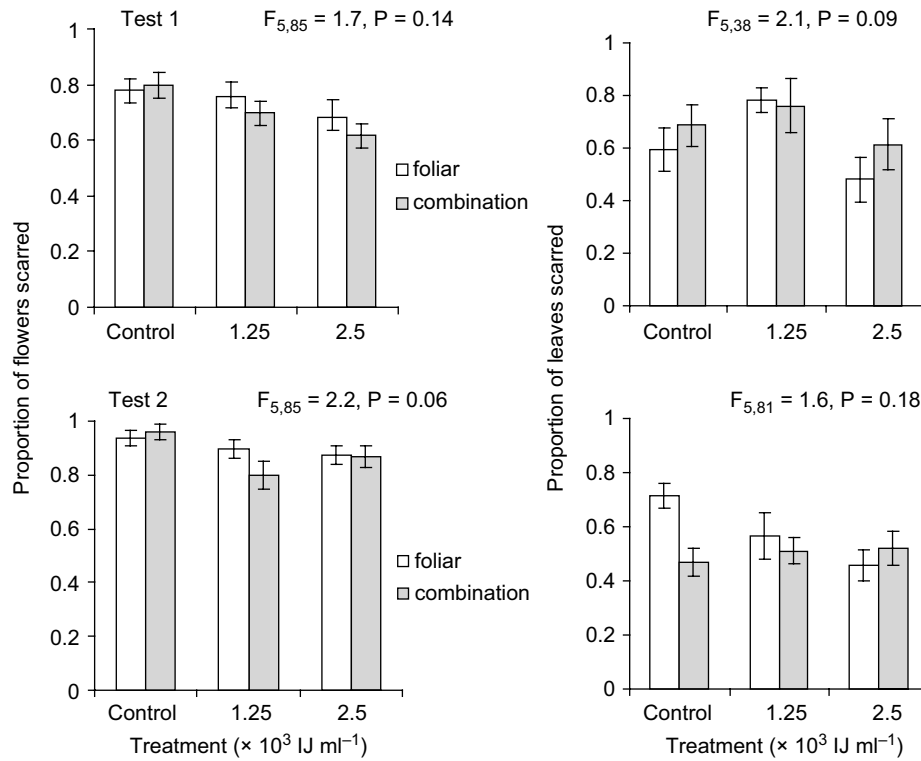 Test 1
F5,85 = 1.7, P = 0.14
Proportion of flowers scarred
1
0.8
0.6
0.4
0.2
0
Control 1.25 2.5
foliar
combination
F5,38 = 2.1, P = 0.09
Proportion of leaves scarred
1
0.8
0.6
0.4
0.2
0
Control 1.25 2.5
Test 2
F5,85 = 2.2, P = 0.06
1
0.8
0.6
0.4
0.2
0
Control 1.25 2.5
Treatment (× 10³ IJ ml⁻¹)
foliar
combination
F5,81 = 1.6, P = 0.18
1
0.8
0.6
0.4
0.2
0
Control 1.25 2.5
Treatment (× 10³ IJ ml⁻¹)